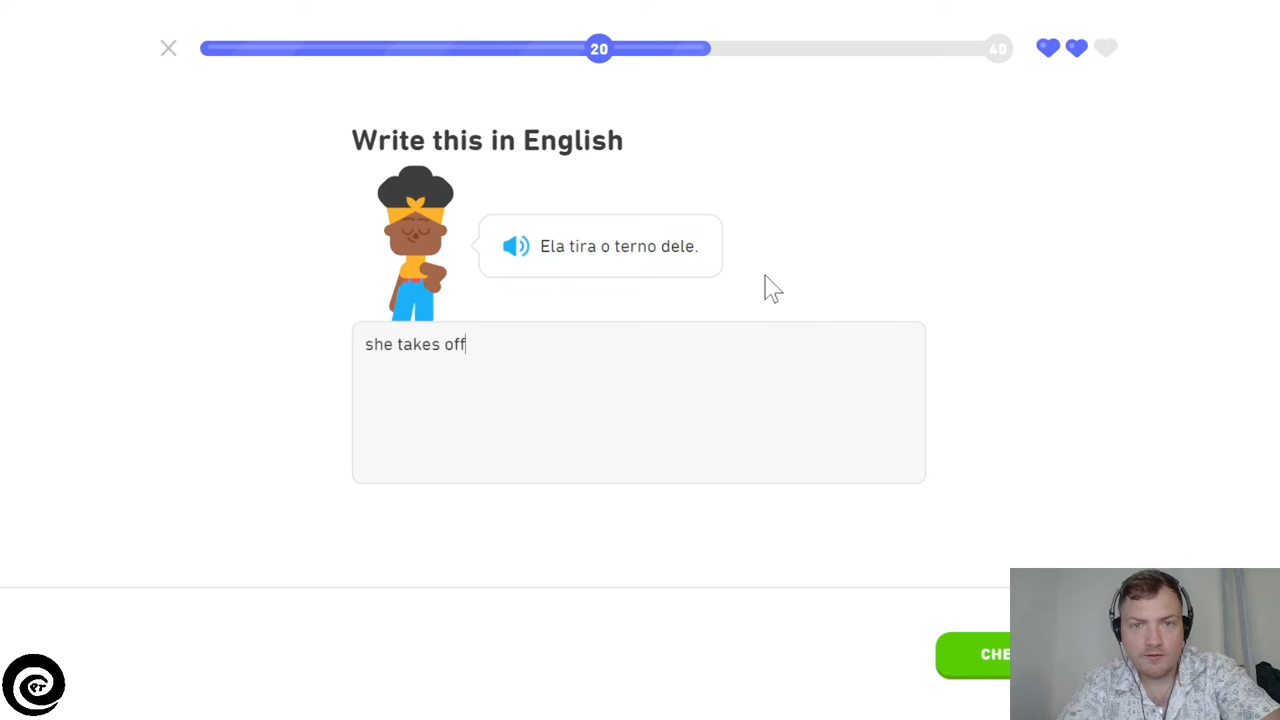 20
40
Write this in English
Ela tira o terno dele.
she takes off
CHE